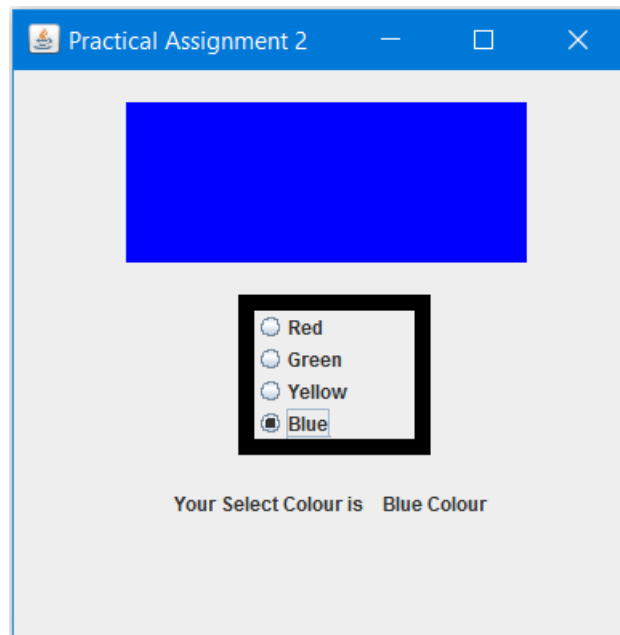 Practical Assignment 2
Red
Green
Yellow
Blue
Your Select Colour is Blue Colour